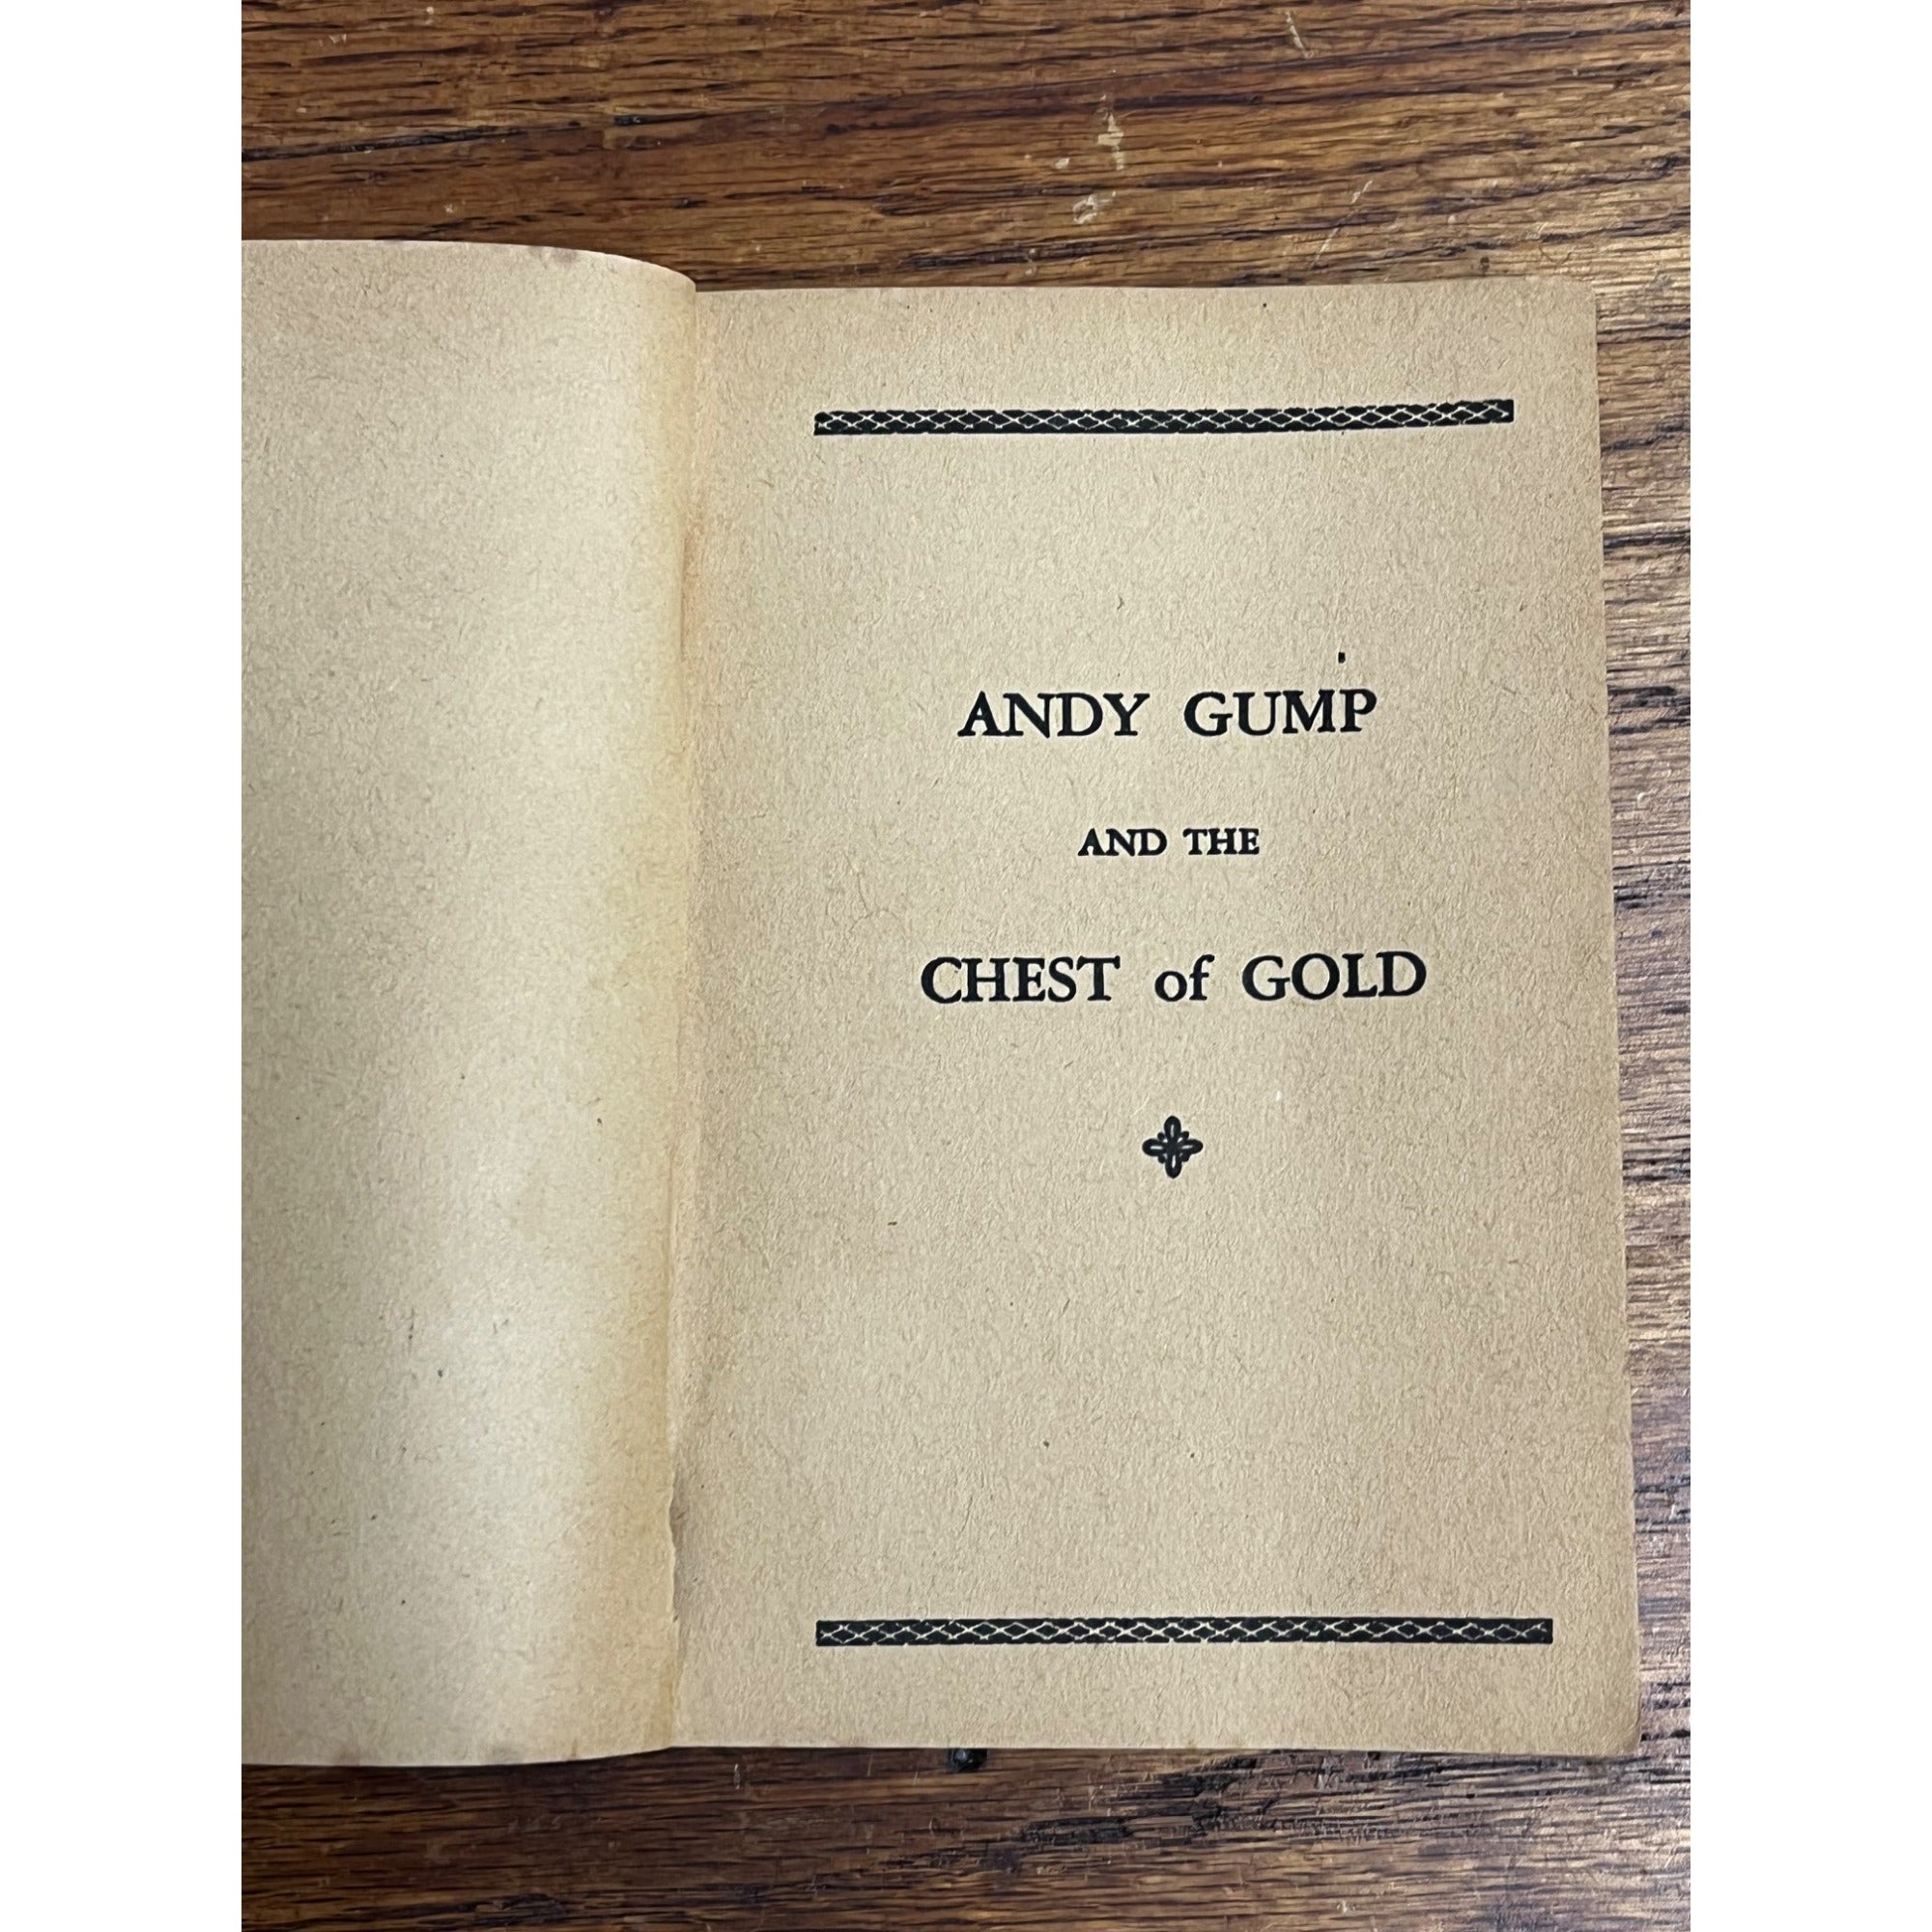 ANDY GUMP
AND THE
CHEST of GOLD